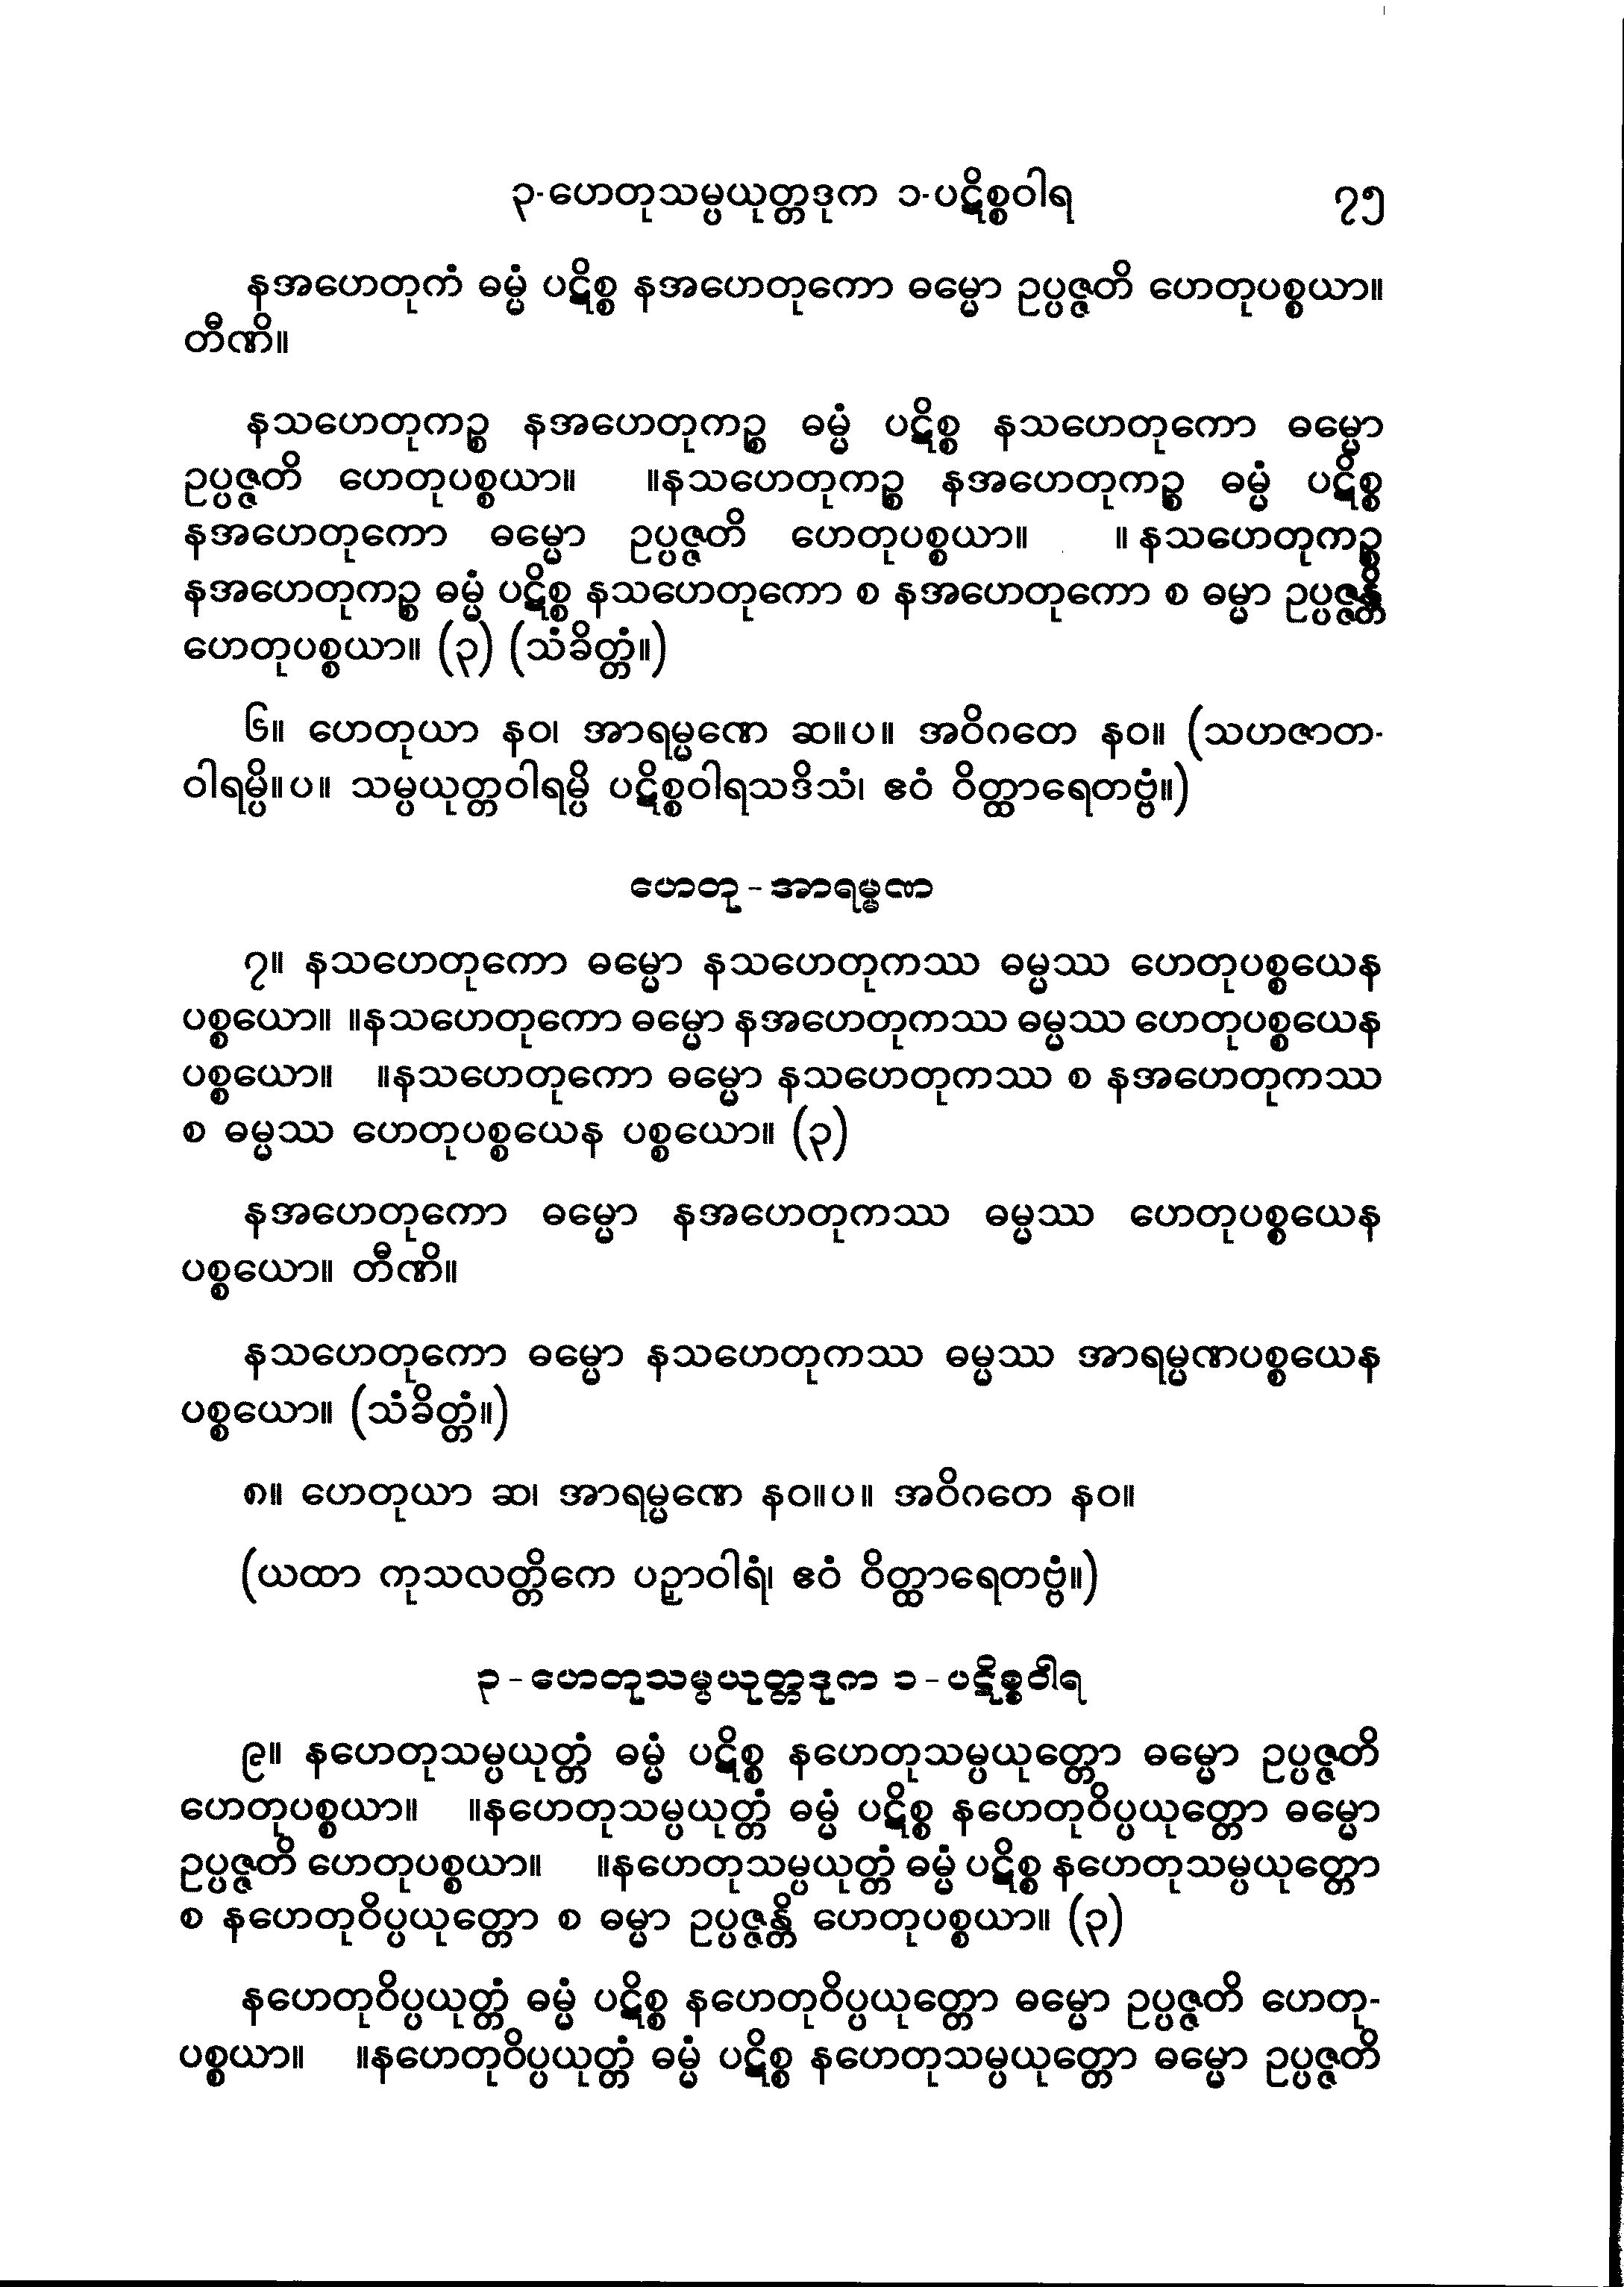 ၃-ဟေတုသမ္ပယုတ္တဒုက ၁-ပဋိစ္စဝါရ ၇၅
နအဟေတုကံ ဓမ္မံ ပဋိစ္စ နအဟေတုကော ဓမ္မော ဥပ္ပဇ္ဇတိ ဟေတုပစ္စယာ။
တီဏိ။
နသဟေတုကဉ္စ နအဟေတုကဉ္စ ဓမ္မံ ပဋိစ္စ နသဟေတုကော ဓမ္မော
ဥပ္ပဇ္ဇတိ ဟေတုပစ္စယာ။ ။နသဟေတုကဉ္စ နအဟေတုကဉ္စ ဓမ္မံ ပဋိစ္စ
နအဟေတုကော ဓမ္မော ဥပ္ပဇ္ဇတိ ဟေတုပစ္စယာ။ ။ နသဟေတုကဉ္စ
နအဟေတုကဉ္စ ဓမ္မံ ပဋိစ္စ နသဟေတုကော စ နအဟေတုကော စ ဓမ္မာ ဥပ္ပဇ္ဇန္တိ
ဟေတုပစ္စယာ။ (၃) (သံခိတ္တံ။)
၆။ ဟေတုယာ နဝ၊ အာရမ္မဏေ ဆ။ပ။ အဝိဂတေ နဝ။ (သဟဇာတ-
ဝါရမ္ပိ။ပ။ သမ္ပယုတ္တဝါရမ္ပိ ပဋိစ္စဝါရသဒိသံ၊ ဧဝံ ဝိတ္ထာရေတဗ္ဗံ။)
ဟေတု - အာရမ္မဏ
၇။ နသဟေတုကော ဓမ္မော နသဟေတုကဿ ဓမ္မဿ ဟေတုပစ္စယေန
ပစ္စယော။ ။နသဟေတုကော ဓမ္မော နအဟေတုကဿ ဓမ္မဿ ဟေတုပစ္စယေန
ပစ္စယော။ ။နသဟေတုကော ဓမ္မော နသဟေတုကဿ စ နအဟေတုကဿ
စ ဓမ္မဿ ဟေတုပစ္စယေန ပစ္စယော။ (၃)
နအဟေတုကော ဓမ္မော နအဟေတုကဿ ဓမ္မဿ ဟေတုပစ္စယေန
ပစ္စယော။ တီဏိ။
နသဟေတုကော ဓမ္မော နသဟေတုကဿ ဓမ္မဿ အာရမ္မဏပစ္စယေန
ပစ္စယော။ (သံခိတ္တံ။)
၈။ ဟေတုယာ ဆ၊ အာရမ္မဏေ နဝ။ပ။ အဝိဂတေ နဝ။
(ယထာ ကုသလတ္တိကေ ပဉှာဝါရံ၊ ဧဝံ ဝိတ္ထာရေတဗ္ဗံ။)
၃ - ဟေတုသမ္ပယုတ္တဒုက ၁ - ပဋိစ္စဝါရ
၉။ နဟေတုသမ္ပယုတ္တံ ဓမ္မံ ပဋိစ္စ နဟေတုသမ္ပယုတ္တော ဓမ္မော ဥပ္ပဇ္ဇတိ
ဟေတုပစ္စယာ။ ။နဟေတုသမ္ပယုတ္တံ ဓမ္မံ ပဋိစ္စ နဟေတုဝိပ္ပယုတ္တော ဓမ္မော
ဥပ္ပဇ္ဇတိ ဟေတုပစ္စယာ။ ။နဟေတုသမ္ပယုတ္တံ ဓမ္မံ ပဋိစ္စ နဟေတုသမ္ပယုတ္တော
စ နဟေတုဝိပ္ပယုတ္တော စ ဓမ္မာ ဥပ္ပဇ္ဇန္တိ ဟေတုပစ္စယာ။ (၃)
နဟေတုဝိပ္ပယုတ္တံ ဓမ္မံ ပဋိစ္စ နဟေတုဝိပ္ပယုတ္တော ဓမ္မော ဥပ္ပဇ္ဇတိ ဟေတု-
ပစ္စယာ။ ။နဟေတုဝိပ္ပယုတ္တံ ဓမ္မံ ပဋိစ္စ နဟေတုသမ္ပယုတ္တော ဓမ္မော ဥပ္ပဇ္ဇတိ